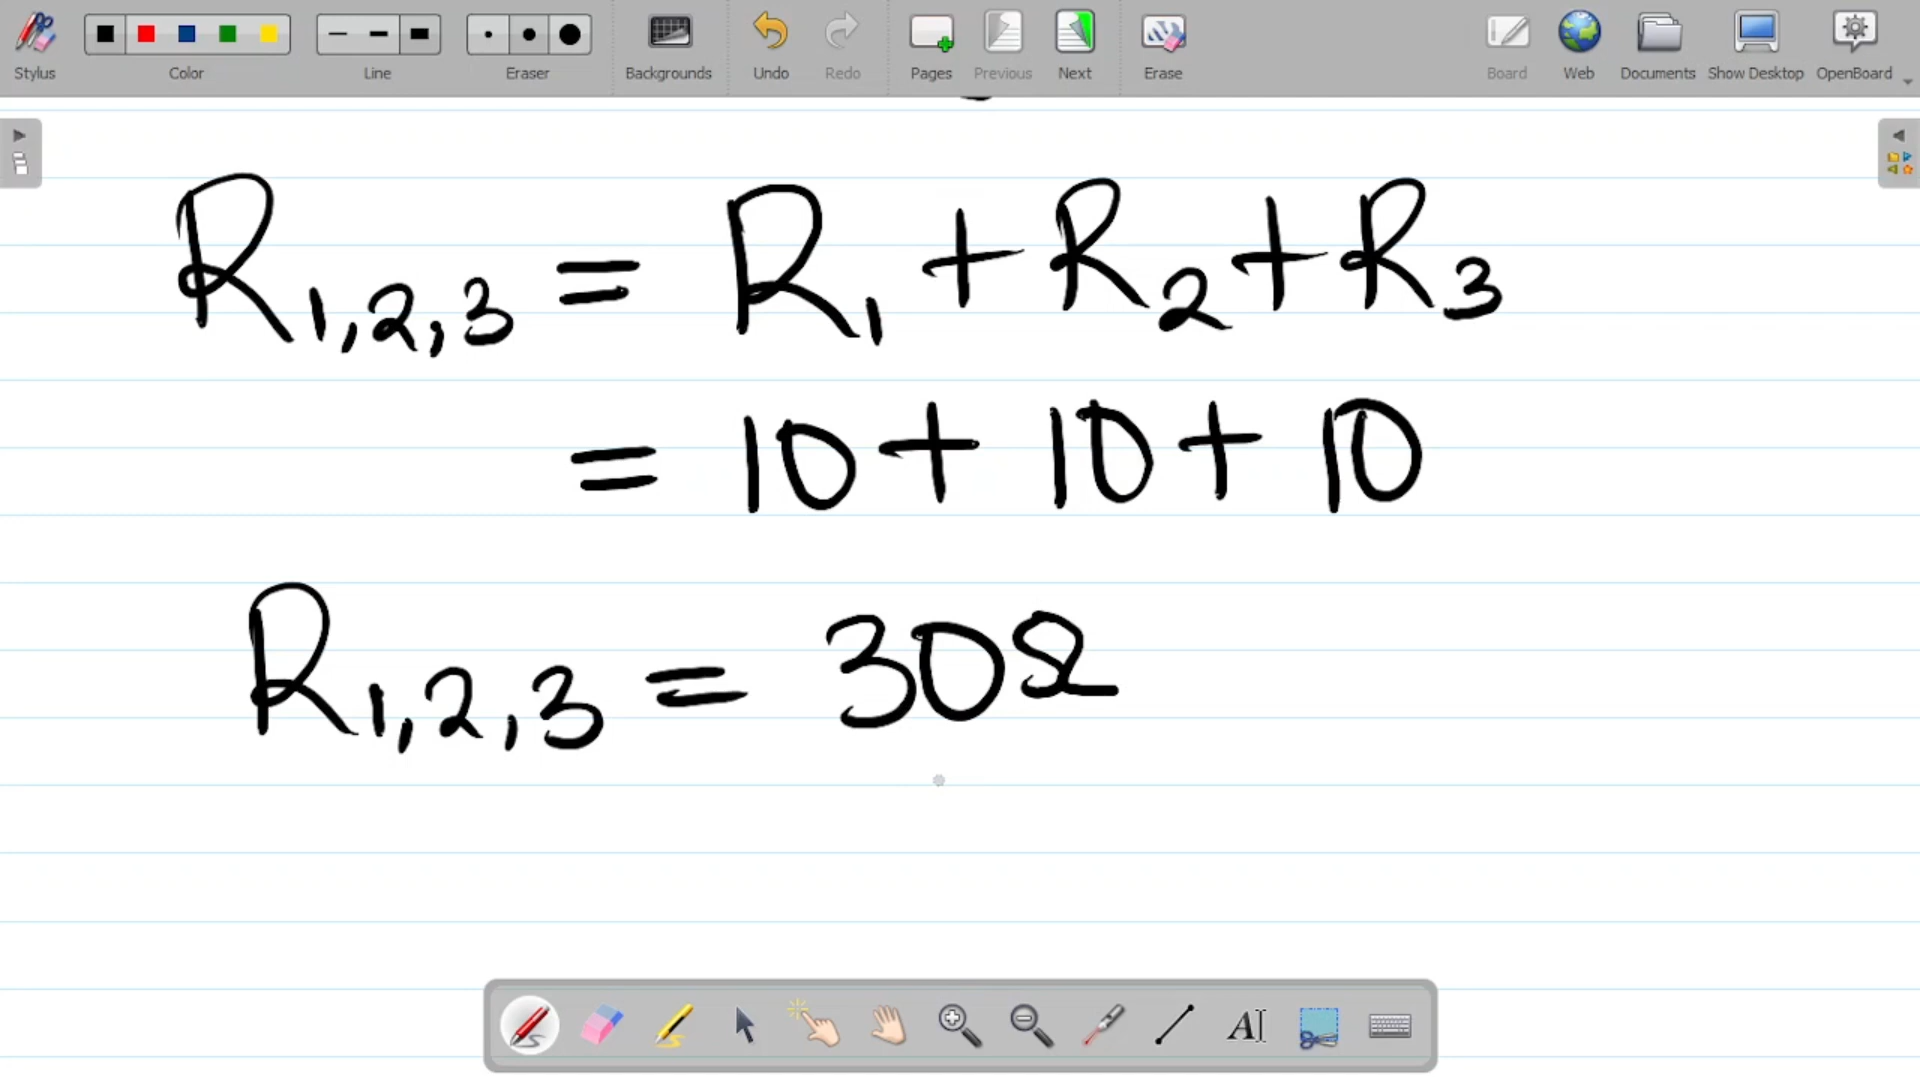 Stylus Color Line Eraser Backgrounds Undo Redo Pages Previous Next Erase Board Web Documents Show Desktop OpenBoard
R₁,₂,₃ = R₁ + R₂ + R₃
= 10 + 10 + 10
R₁,₂,₃ = 30Ω